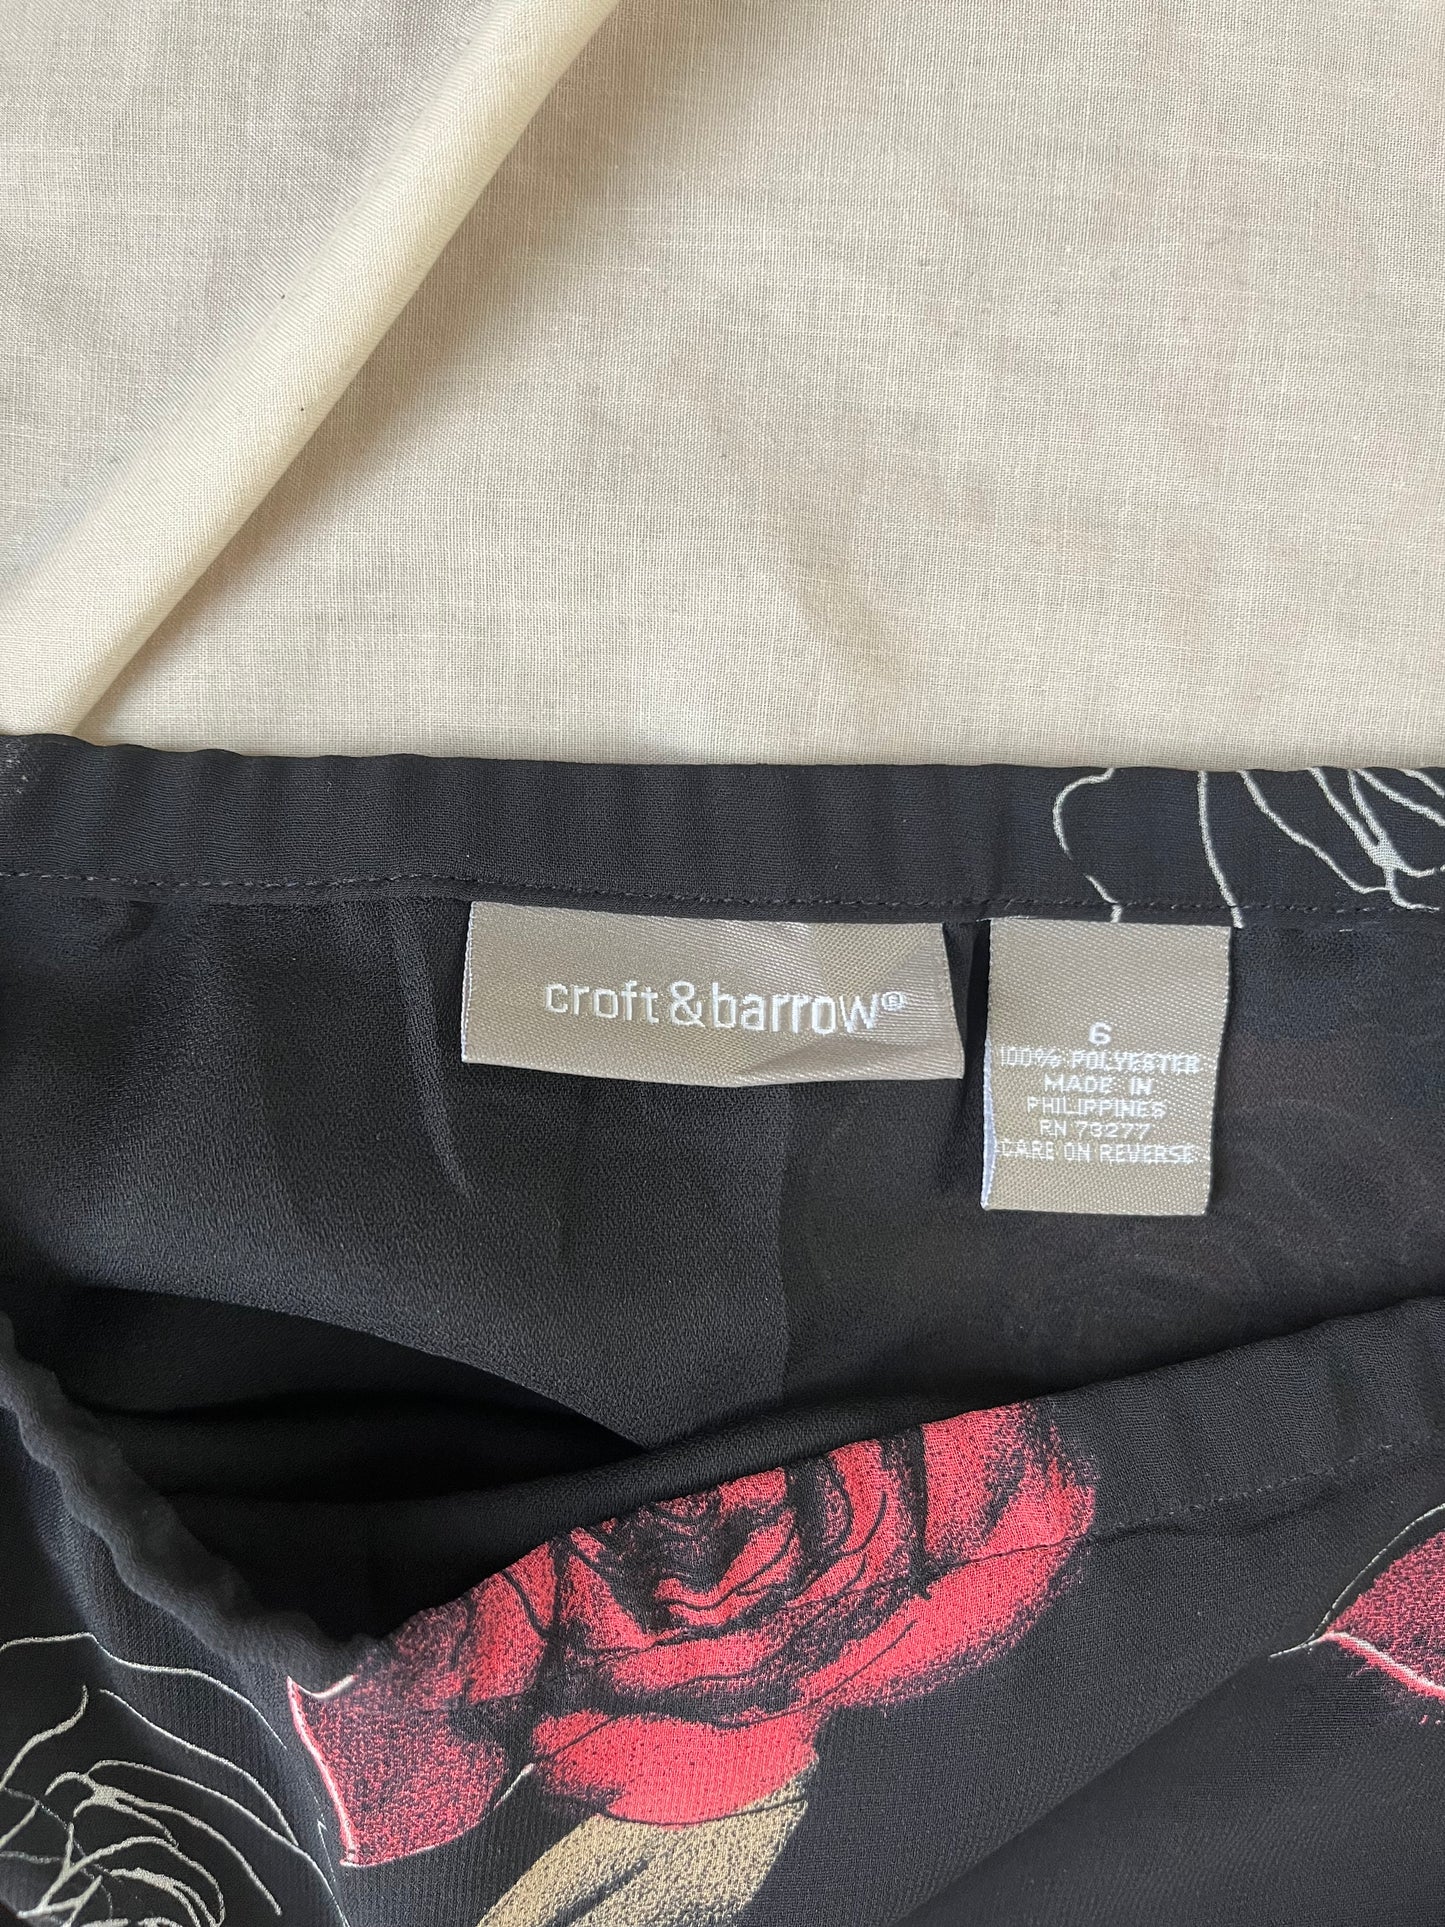 croft & barrow®
6
100% POLYESTER
MADE IN
PHILIPPINES
RN 73277
CARE ON REVERSE